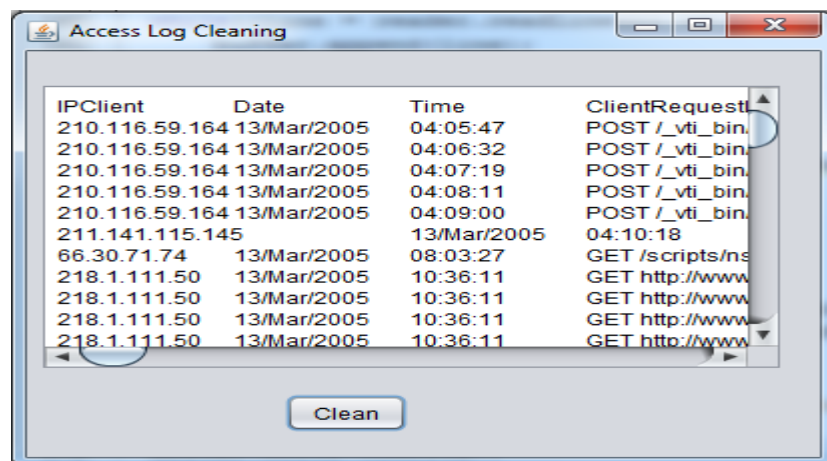 Access Log Cleaning
IPClient Date Time ClientRequestL
210.116.59.164 13/Mar/2005 04:05:47 POST /_vti_bin/
210.116.59.164 13/Mar/2005 04:06:32 POST /_vti_bin/
210.116.59.164 13/Mar/2005 04:07:19 POST /_vti_bin/
210.116.59.164 13/Mar/2005 04:08:11 POST /_vti_bin/
210.116.59.164 13/Mar/2005 04:09:00 POST /_vti_bin/
211.141.115.145 13/Mar/2005 04:10:18
66.30.71.74 13/Mar/2005 08:03:27 GET /scripts/ns
218.1.111.50 13/Mar/2005 10:36:11 GET http://www
218.1.111.50 13/Mar/2005 10:36:11 GET http://www
218.1.111.50 13/Mar/2005 10:36:11 GET http://www
218.1.111.50 13/Mar/2005 10:36:11 GET http://www
Clean